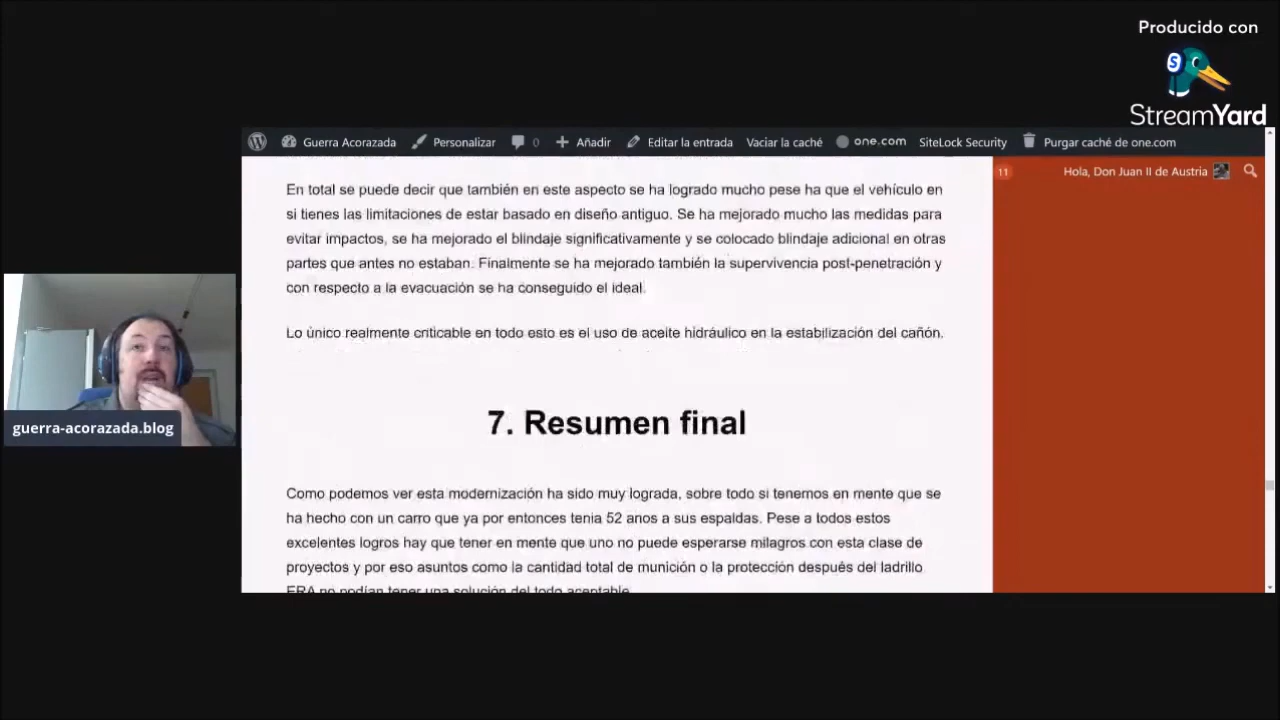 Producido con
StreamYard
Guerra Acorazada Personalizar 0 Añadir Editar la entrada Vaciar la caché one.com SiteLock Security Purgar caché de one.com
11 Hola, Don Juan II de Austria
En total se puede decir que también en este aspecto se ha logrado mucho pese ha que el vehículo en
si tienes las limitaciones de estar basado en diseño antiguo. Se ha mejorado mucho las medidas para
evitar impactos, se ha mejorado el blindaje significativamente y se colocado blindaje adicional en otras
partes que antes no estaban. Finalmente se ha mejorado también la supervivencia post-penetración y
con respecto a la evacuación se ha conseguido el ideal.
Lo único realmente criticable en todo esto es el uso de aceite hidráulico en la estabilización del cañón.
7. Resumen final
Como podemos ver esta modernización ha sido muy lograda, sobre todo si tenemos en mente que se
ha hecho con un carro que ya por entonces tenia 52 anos a sus espaldas. Pese a todos estos
excelentes logros hay que tener en mente que uno no puede esperarse milagros con esta clase de
proyectos y por eso asuntos como la cantidad total de munición o la protección después del ladrillo
ERA no podían tener una solución del todo aceptable.
guerra-acorazada.blog